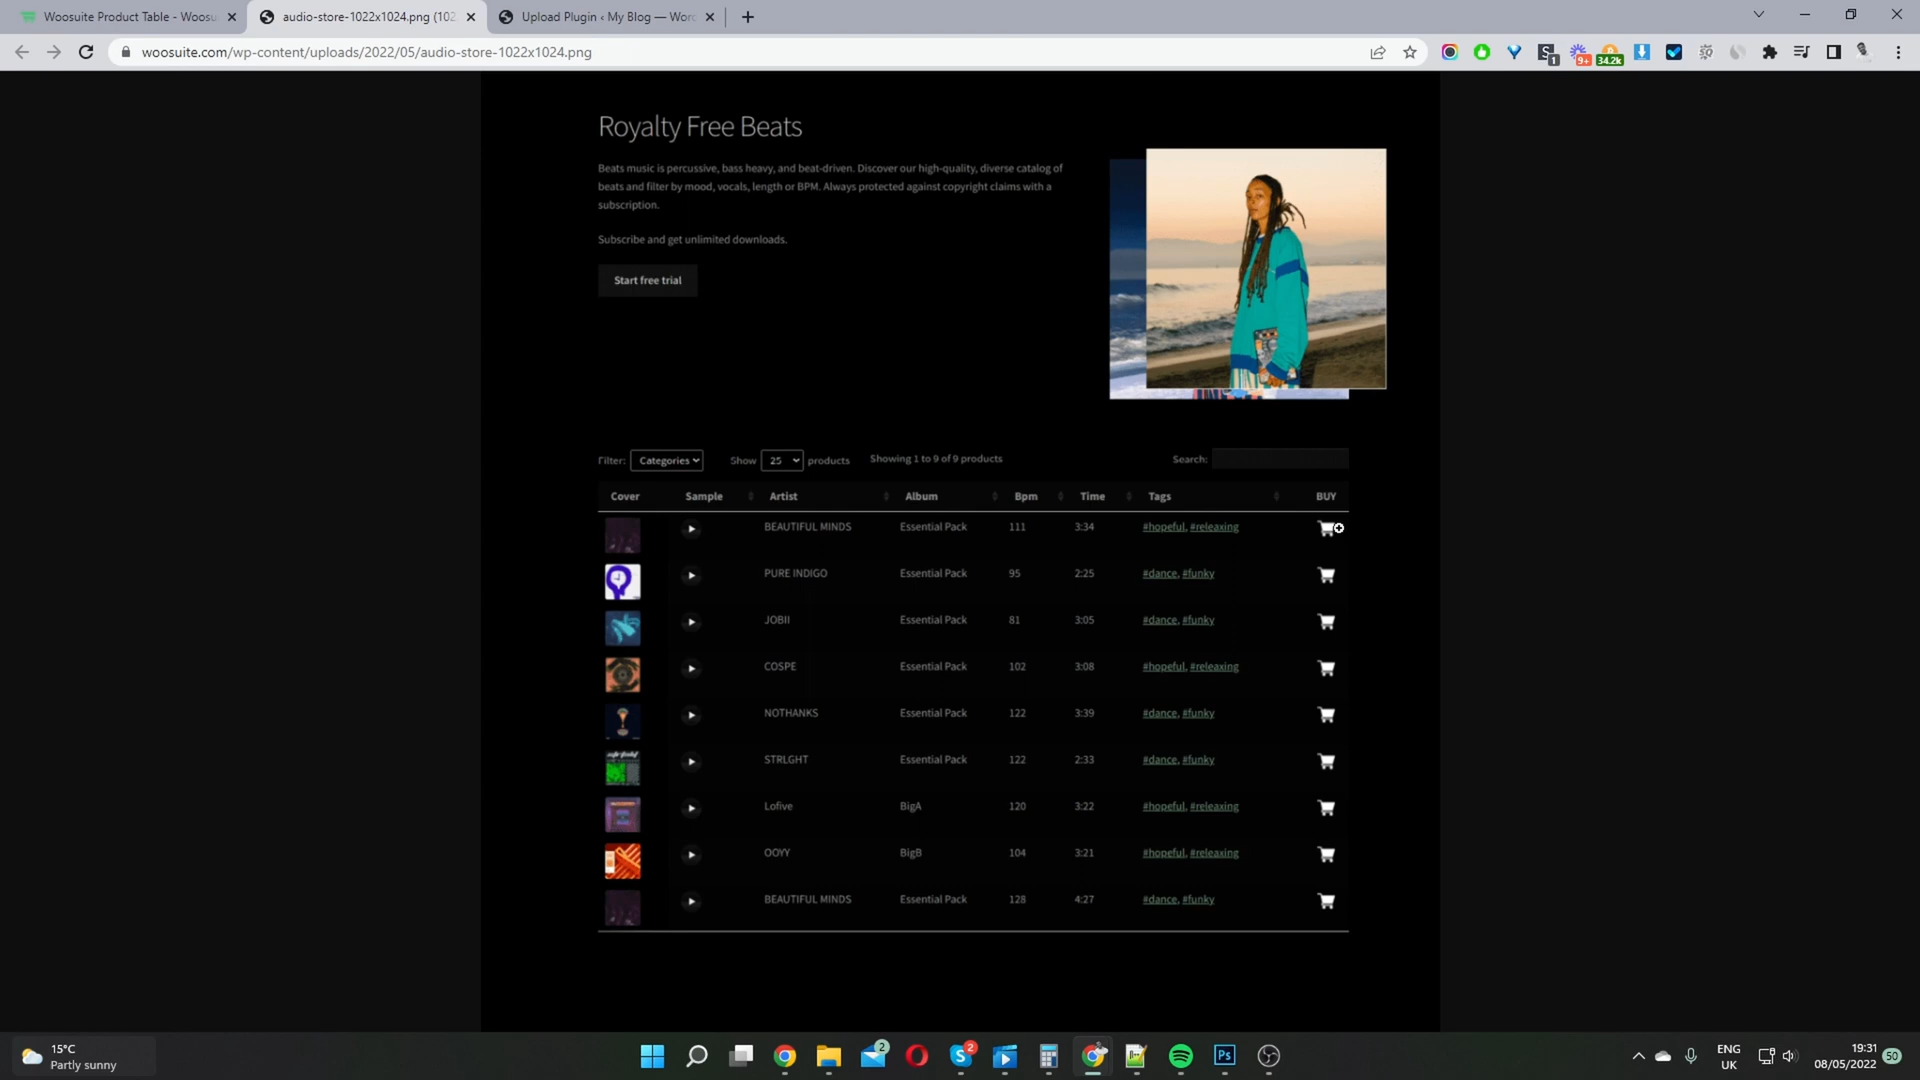 Woosuite Product Table - Woosu
audio-store-1022x1024.png (102
Upload Plugin ‹ My Blog — Word
woosuite.com/wp-content/uploads/2022/05/audio-store-1022x1024.png
1
9+
34.2k
Royalty Free Beats
Beats music is percussive, bass heavy, and beat-driven. Discover our high-quality, diverse catalog of
beats and filter by mood, vocals, length or BPM. Always protected against copyright claims with a
subscription.
Subscribe and get unlimited downloads.
Start free trial
Filter: Categories Show 25 products Showing 1 to 9 of 9 products Search:
Cover Sample Artist Album Bpm Time Tags BUY
BEAUTIFUL MINDS Essential Pack 111 3:34 #hopeful, #releaxing
PURE INDIGO Essential Pack 95 2:25 #dance, #funky
JOBII Essential Pack 81 3:05 #dance, #funky
COSPE Essential Pack 102 3:08 #hopeful, #releaxing
NOTHANKS Essential Pack 122 3:39 #dance, #funky
STRLGHT Essential Pack 122 2:33 #dance, #funky
Lofive BigA 120 3:22 #hopeful, #releaxing
OOYY BigB 104 3:21 #hopeful, #releaxing
BEAUTIFUL MINDS Essential Pack 128 4:27 #dance, #funky
15°C
Partly sunny
2
2
Ps
ENG
UK
19:31
08/05/2022
50